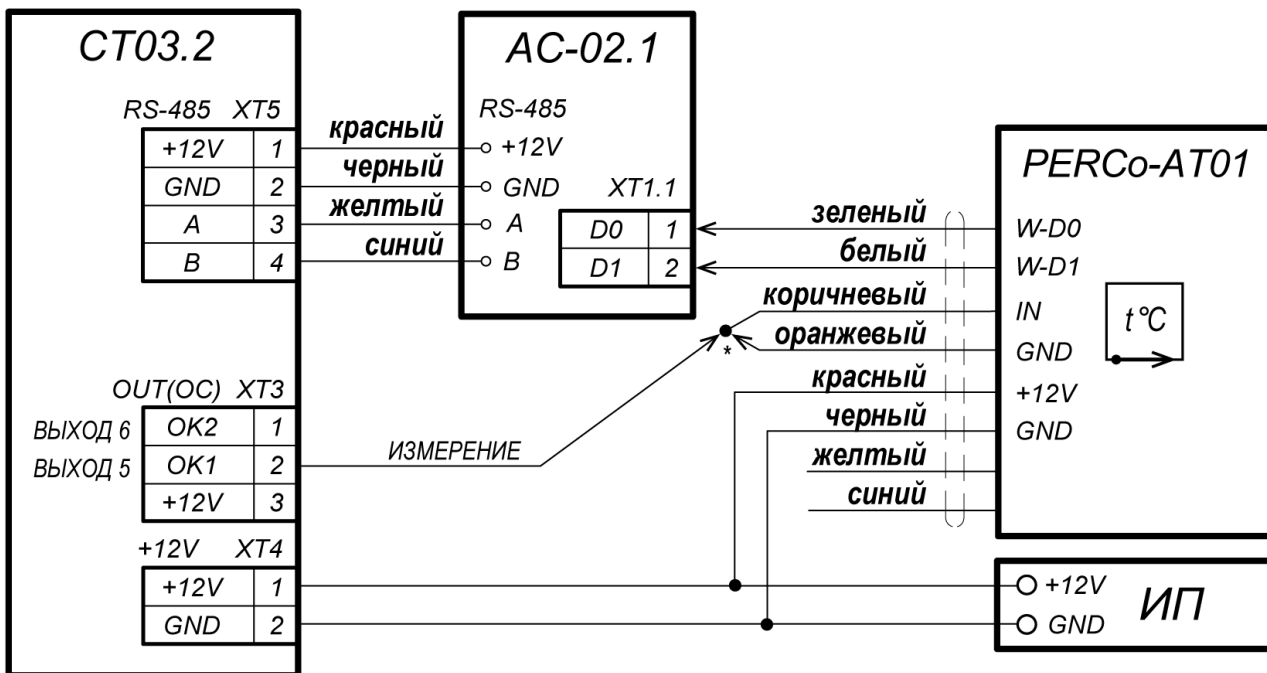 CT03.2
RS-485 XT5
+12V 1
GND 2
A 3
B 4
красный
черный
желтый
синий
AC-02.1
RS-485
+12V
GND
A
B
XT1.1
D0 1
D1 2
зеленый
белый
коричневый
оранжевый
красный
черный
желтый
синий
*
PERCo-AT01
W-D0
W-D1
IN
GND
+12V
GND
t°C
OUT(OC) XT3
ВЫХОД 6 OK2 1
ВЫХОД 5 OK1 2
+12V 3
ИЗМЕРЕНИЕ
+12V XT4
+12V 1
GND 2
+12V
GND
ИП